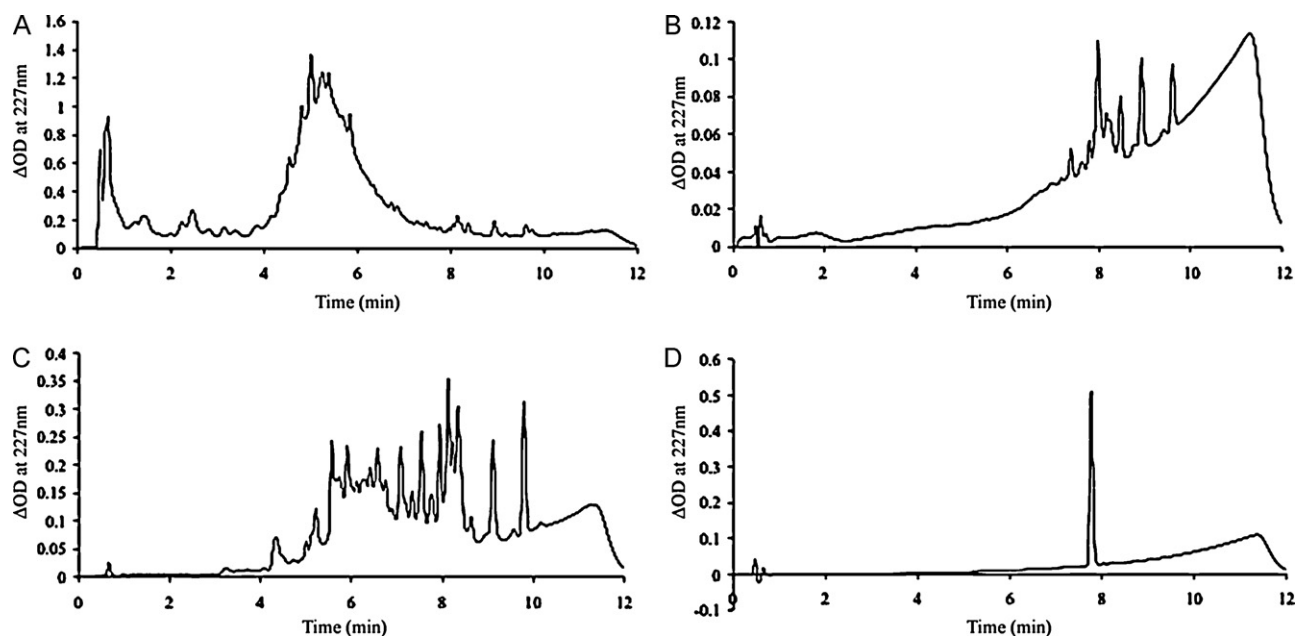 A
ΔOD at 227nm
1.6
1.4
1.2
1
0.8
0.6
0.4
0.2
0
0 2 4 6 8 10 12
Time (min)
B
ΔOD at 227nm
0.12
0.1
0.08
0.06
0.04
0.02
0
0 2 4 6 8 10 12
Time (min)
C
ΔOD at 227nm
0.4
0.35
0.3
0.25
0.2
0.15
0.1
0.05
0
0 2 4 6 8 10 12
Time (min)
D
ΔOD at 227nm
0.6
0.5
0.4
0.3
0.2
0.1
0
-0.1
0 2 4 6 8 10 12
Time (min)